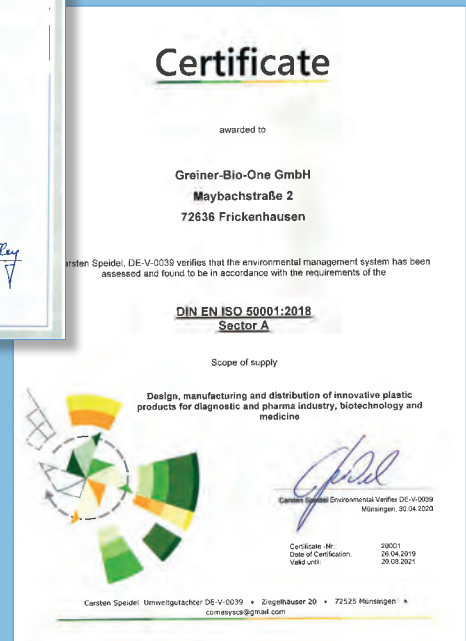 Certificate
awarded to
Greiner-Bio-One GmbH
Maybachstraße 2
72636 Frickenhausen
rsten Speidel, DE-V-0039 verifies that the environmental management system has been
assessed and found to be in accordance with the requirements of the
DIN EN ISO 50001:2018
Sector A
Scope of supply
Design, manufacturing and distribution of innovative plastic
products for diagnostic and pharma industry, biotechnology and
medicine
Carsten Speidel Environmental Verifier DE-V-0039
Münsingen, 30.04.2020
Certificate -Nr.: 20001
Date of Certification: 26.04.2019
Valid until: 20.08.2021
Carsten Speidel Umweltgutachter DE-V-0039 • Ziegelhäuser 20 • 72525 Münsingen •
comesyscs@gmail.com